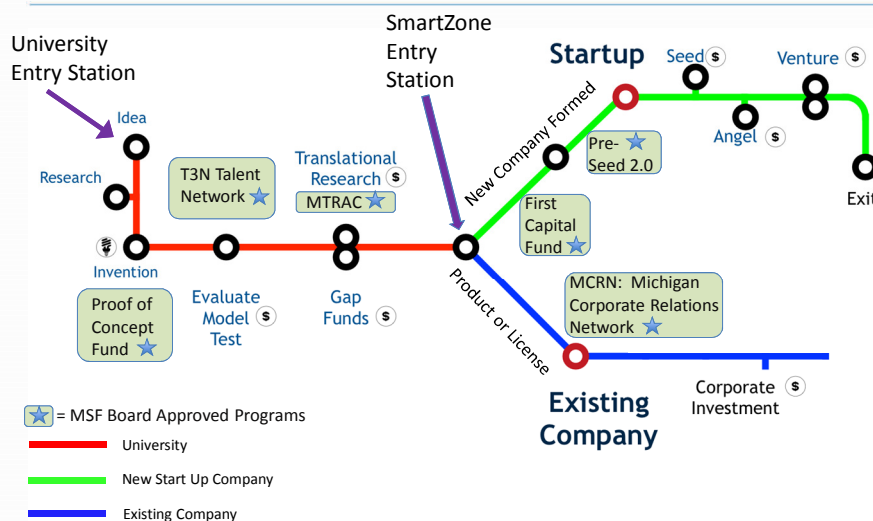 University
Entry Station
SmartZone
Entry
Station
Startup
Seed $
Venture $
Idea
New Company Formed
Angel $
Research
T3N Talent
Network
Translational
Research $
MTRAC
Pre-
Seed 2.0
Exit
First
Capital
Fund
Invention
Proof of
Concept
Fund
Evaluate
Model $
Test
Gap
Funds $
Product or License
MCRN: Michigan
Corporate Relations
Network
Existing
Company
Corporate $
Investment
= MSF Board Approved Programs
University
New Start Up Company
Existing Company